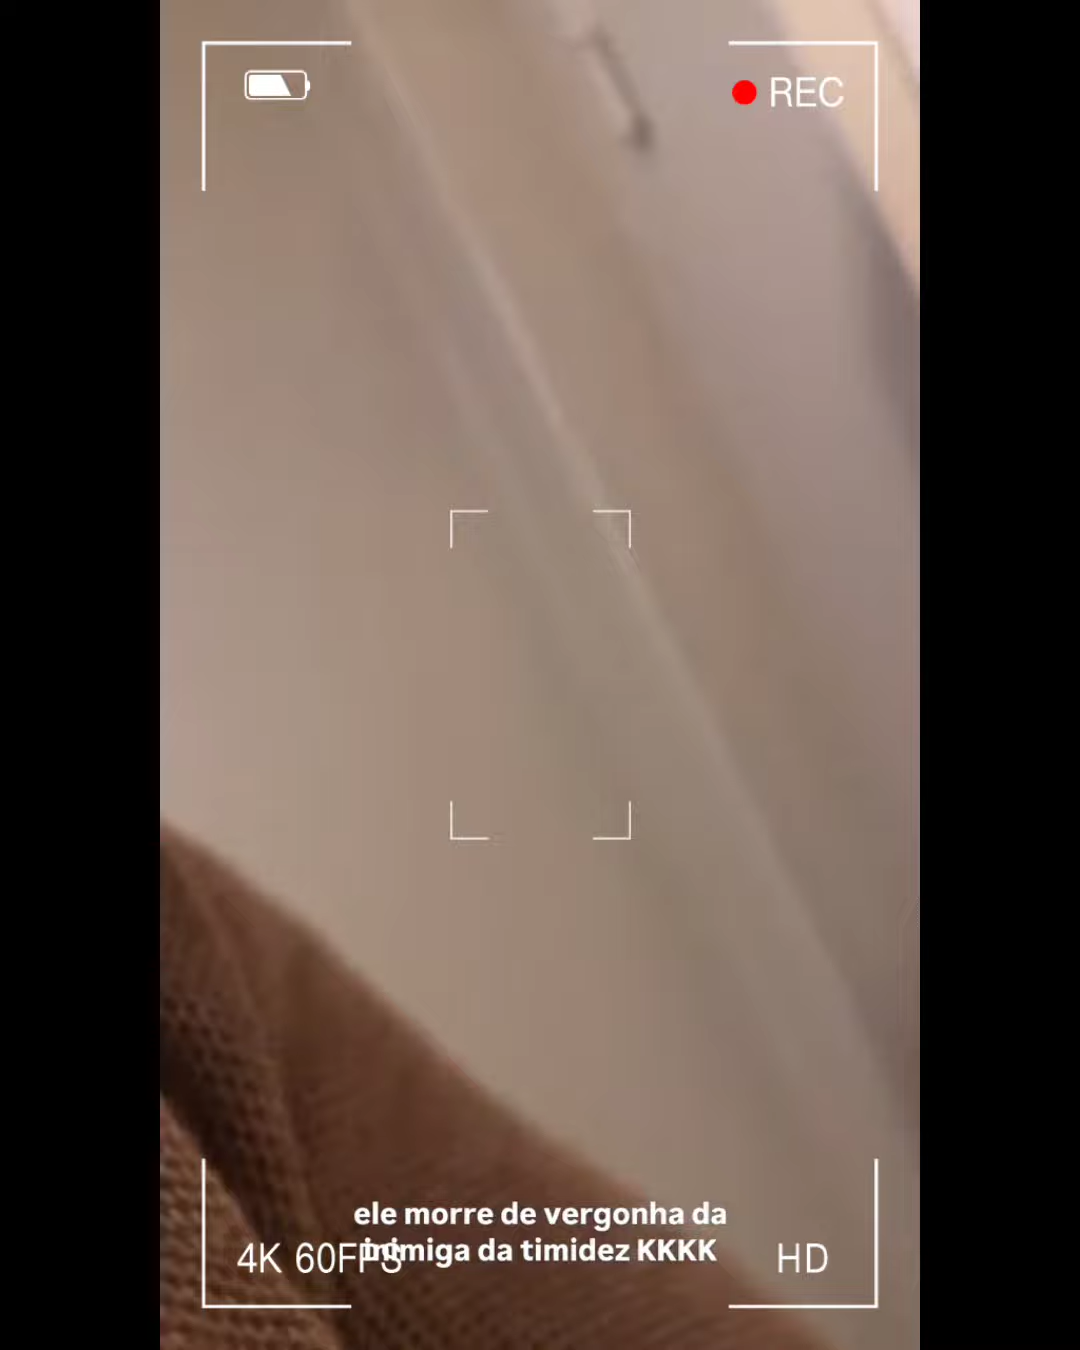 REC
ele morre de vergonha da
inimiga da timidez KKKK
4K 60FPS
HD